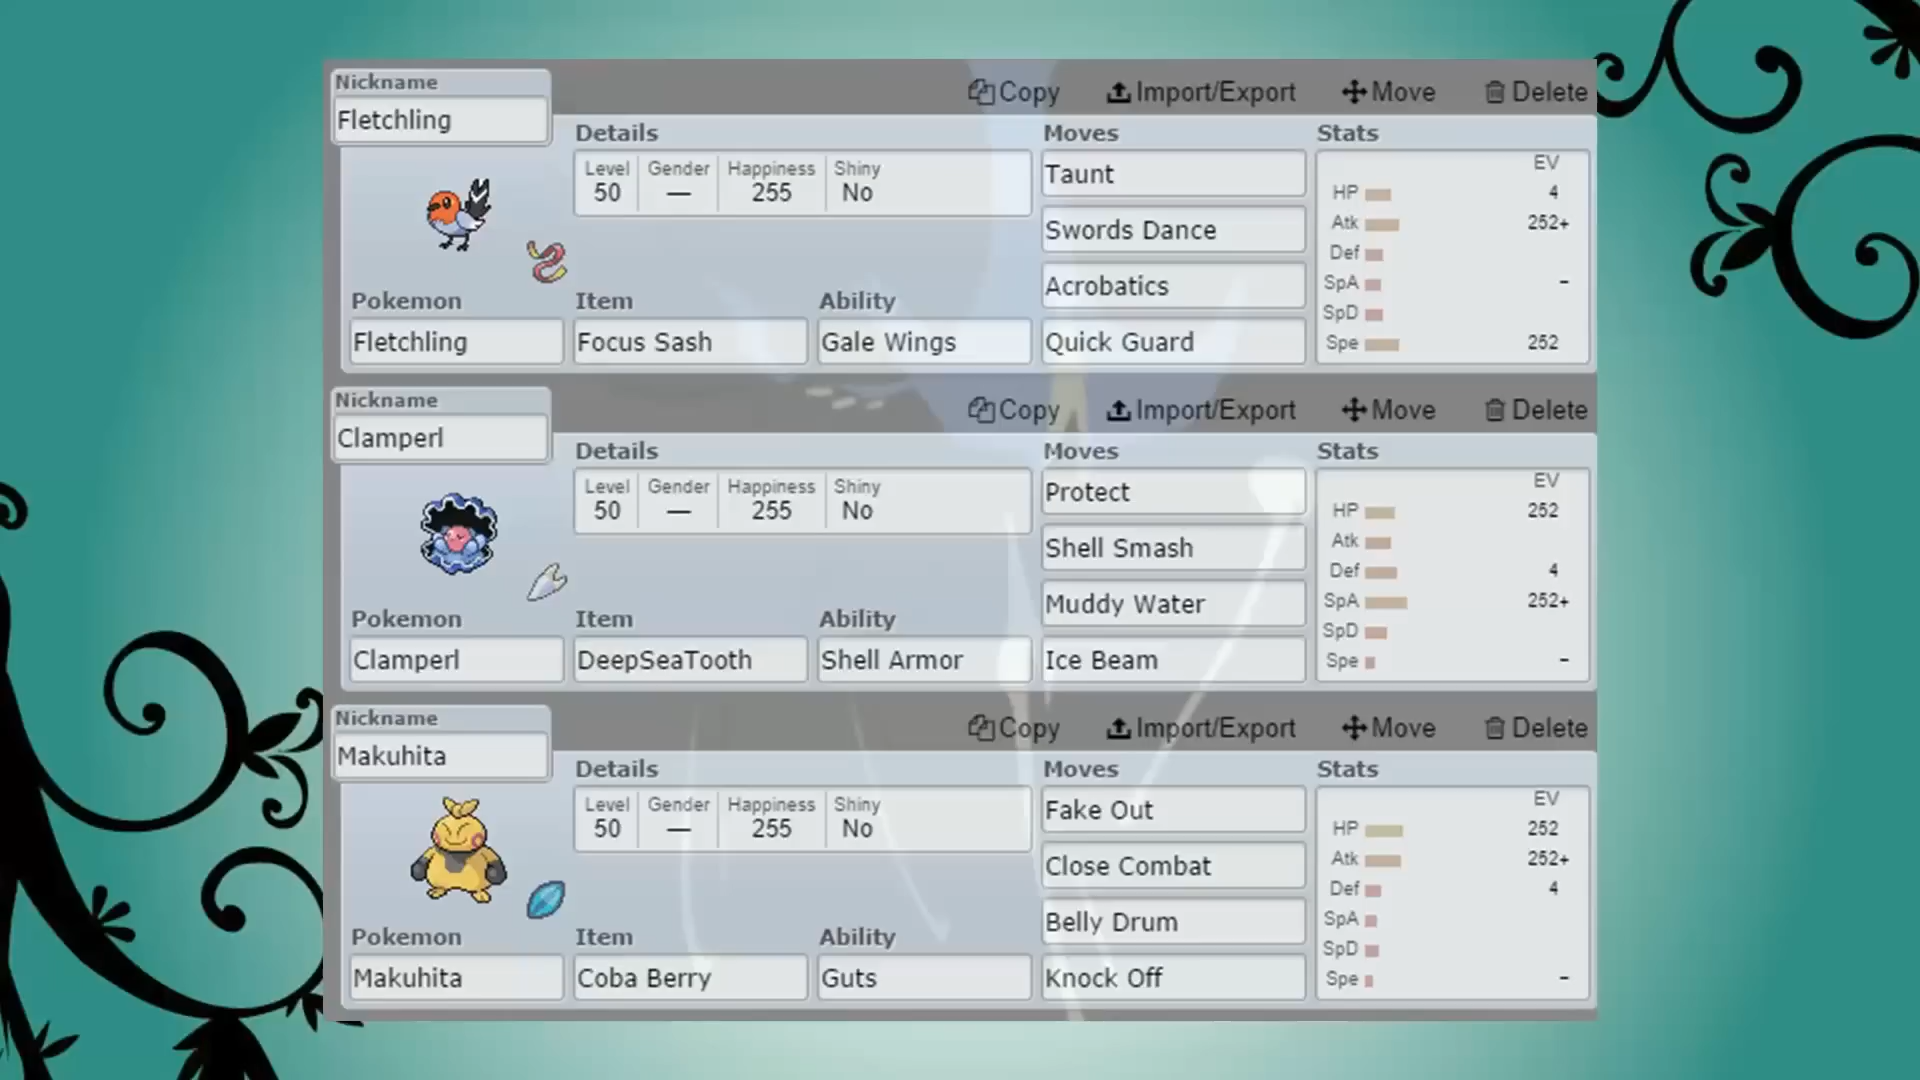 Nickname
Fletchling
Copy Import/Export Move Delete
Details
Level Gender Happiness Shiny
50 — 255 No
Pokemon Item Ability
Fletchling Focus Sash Gale Wings
Moves
Taunt
Swords Dance
Acrobatics
Quick Guard
Stats
EV
HP 4
Atk 252+
Def
SpA -
SpD
Spe 252
Nickname
Clamperl
Copy Import/Export Move Delete
Details
Level Gender Happiness Shiny
50 — 255 No
Pokemon Item Ability
Clamperl DeepSeaTooth Shell Armor
Moves
Protect
Shell Smash
Muddy Water
Ice Beam
Stats
EV
HP 252
Atk
Def 4
SpA 252+
SpD
Spe -
Nickname
Makuhita
Copy Import/Export Move Delete
Details
Level Gender Happiness Shiny
50 — 255 No
Pokemon Item Ability
Makuhita Coba Berry Guts
Moves
Fake Out
Close Combat
Belly Drum
Knock Off
Stats
EV
HP 252
Atk 252+
Def 4
SpA
SpD
Spe -